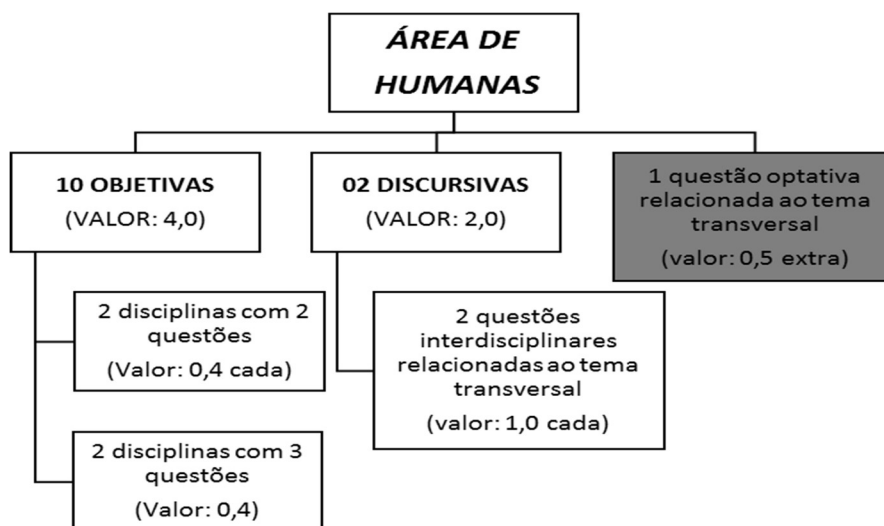 ÁREA DE
HUMANAS
10 OBJETIVAS
(VALOR: 4,0)
2 disciplinas com 2
questões
(Valor: 0,4 cada)
2 disciplinas com 3
questões
(Valor: 0,4)
02 DISCURSIVAS
(VALOR: 2,0)
2 questões
interdisciplinares
relacionadas ao tema
transversal
(valor: 1,0 cada)
1 questão optativa
relacionada ao tema
transversal
(valor: 0,5 extra)